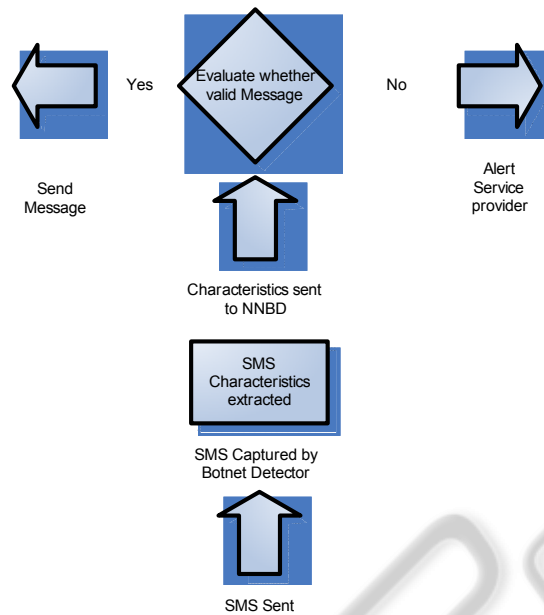 Yes
Evaluate whether
valid Message
No
Send
Message
Alert
Service
provider
Characteristics sent
to NNBD
SMS
Characteristics
extracted
SMS Captured by
Botnet Detector
SMS Sent